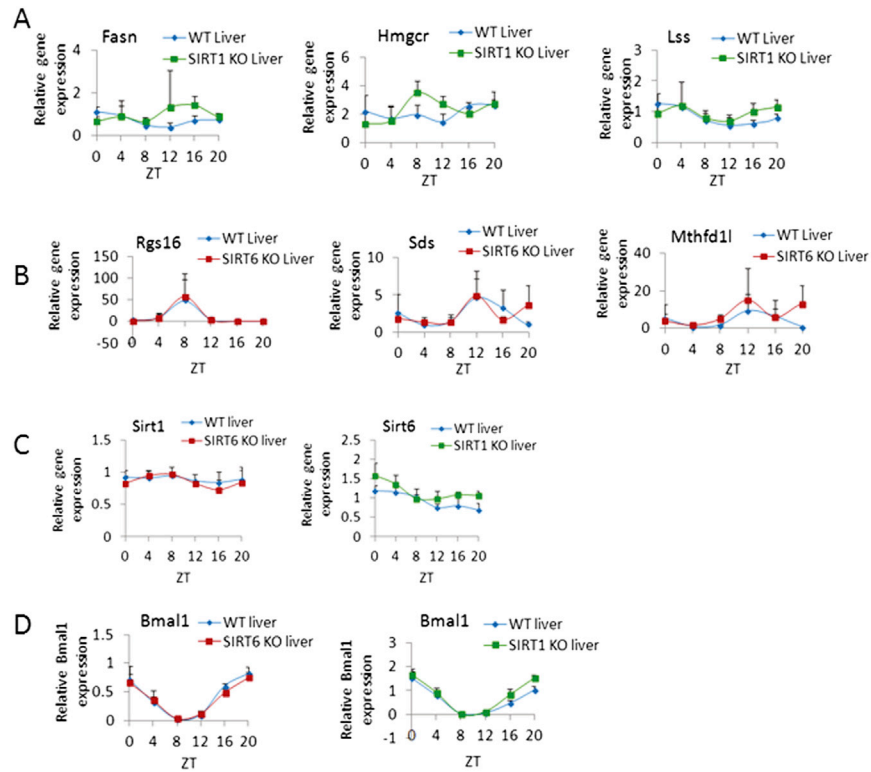 A
Fasn
WT Liver
SIRT1 KO Liver
Relative gene
expression
4
2
0
0 4 8 12 16 20
ZT
Hmgcr
WT Liver
SIRT1 KO Liver
Relative gene
expression
6
4
2
0
0 4 8 12 16 20
ZT
Lss
WT Liver
SIRT1 KO Liver
Relative gene
expression
3
2
1
0
0 4 8 12 16 20
ZT
B
Rgs16
WT Liver
SIRT6 KO Liver
Relative gene
expression
150
100
50
0
-50
0 4 8 12 16 20
ZT
Sds
WT Liver
SIRT6 KO Liver
Relative gene
expression
10
5
0
0 4 8 12 16 20
ZT
Mthfd1l
WT Liver
SIRT6 KO Liver
Relative gene
expression
40
20
0
0 4 8 12 16 20
ZT
C
Sirt1
WT liver
SIRT6 KO liver
Relative gene
expression
1.5
1
0.5
0
0 4 8 12 16 20
ZT
Sirt6
WT liver
SIRT1 KO liver
Relative gene
expression
2.5
2
1.5
1
0.5
0
0 4 8 12 16 20
ZT
D
Bmal1
WT liver
SIRT6 KO liver
Relative Bmal1
expression
1.5
1
0.5
0
0 4 8 12 16 20
ZT
Bmal1
WT liver
SIRT1 KO liver
Relative Bmal1
expression
3
2
1
0
-1
0 4 8 12 16 20
ZT